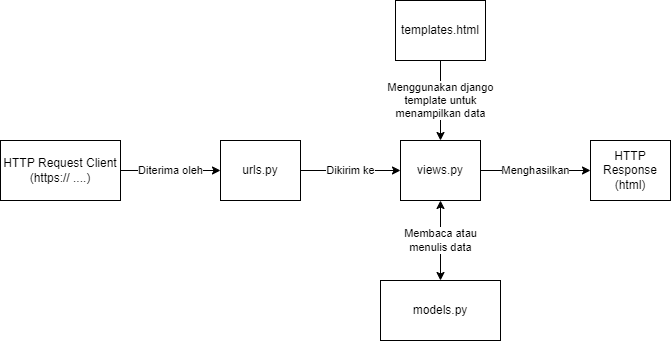 templates.html
Menggunakan django
template untuk
menampilkan data
HTTP Request Client
(https:// ....)
Diterima oleh
urls.py
Dikirim ke
views.py
Menghasilkan
HTTP
Response
(html)
Membaca atau
menulis data
models.py